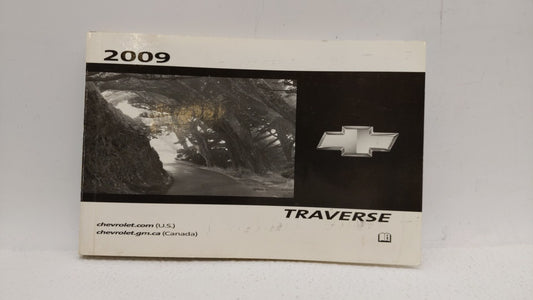 2009
TRAVERSE
chevrolet.com (U.S.)
chevrolet.gm.ca (Canada)